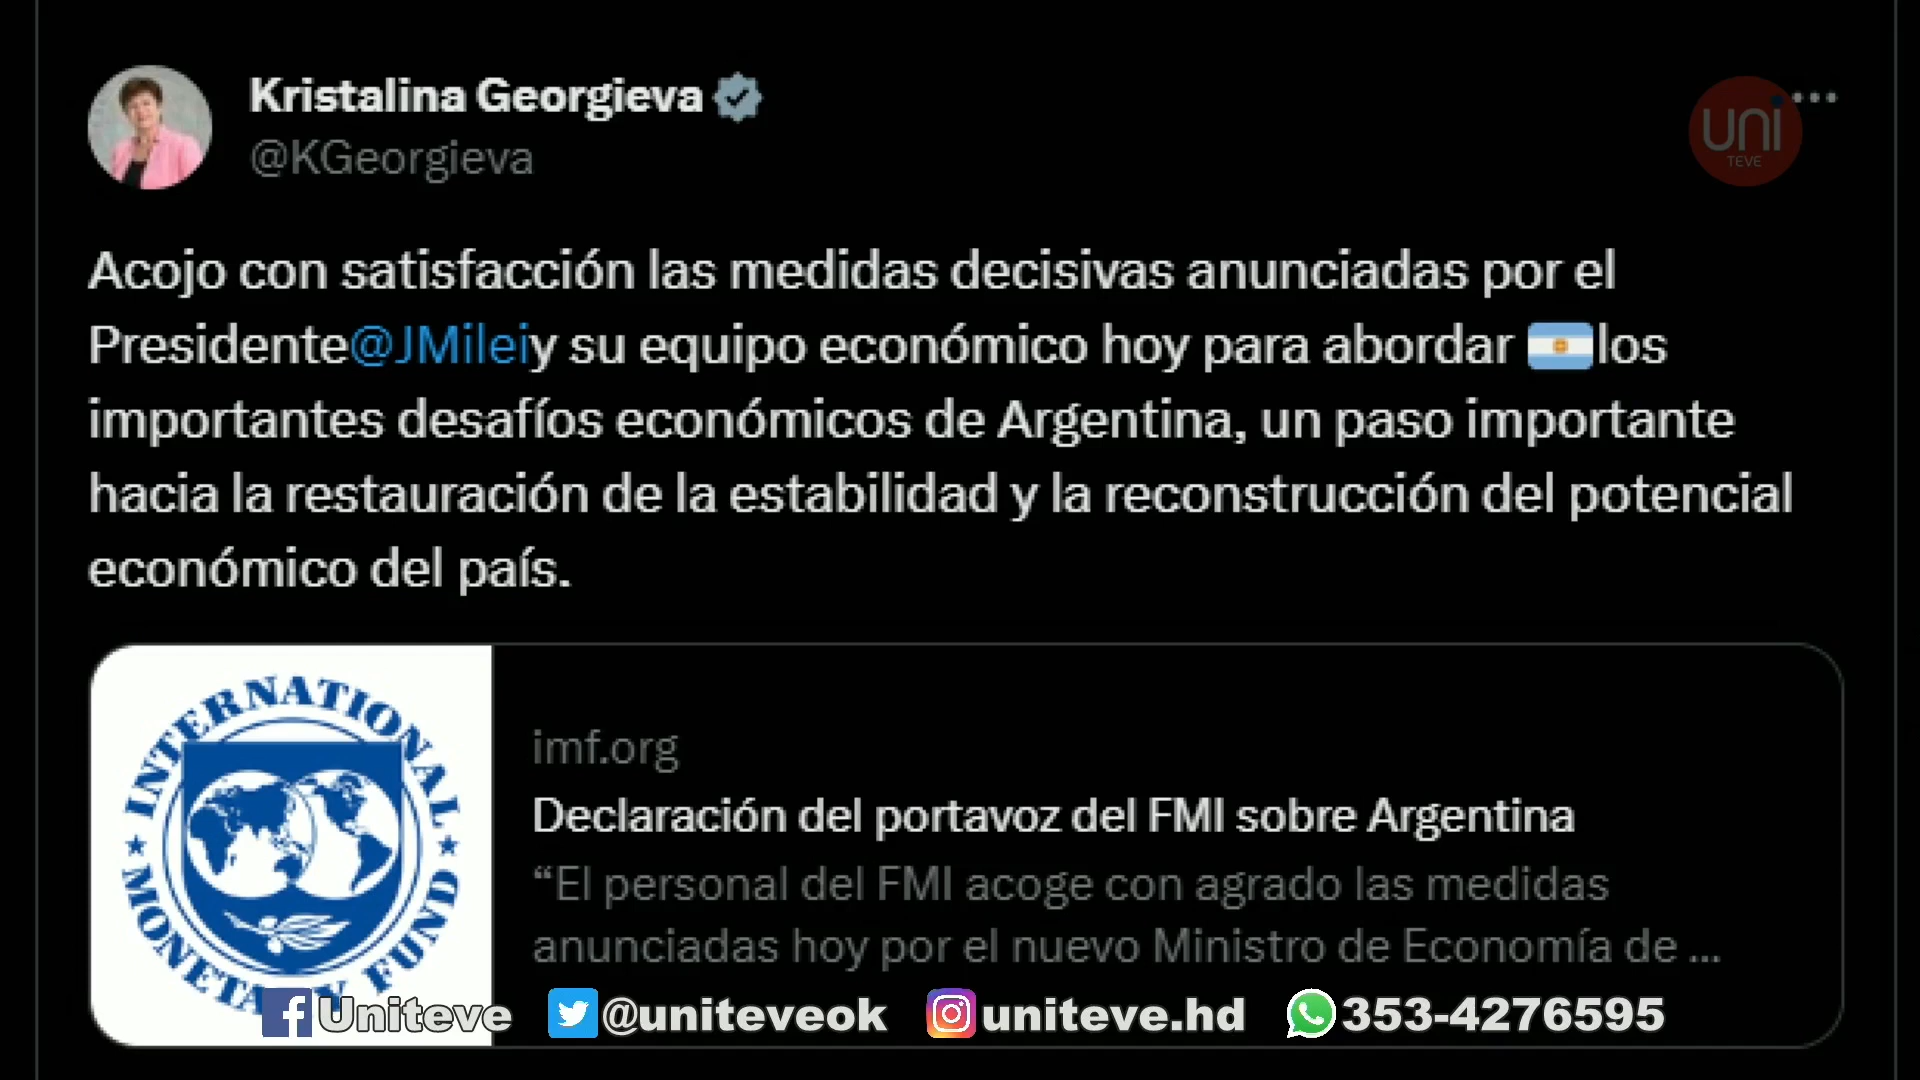 Kristalina Georgieva
@KGeorgieva
uni
TEVE
Acojo con satisfacción las medidas decisivas anunciadas por el
Presidente@JMileiy su equipo económico hoy para abordar 🇦🇷los
importantes desafíos económicos de Argentina, un paso importante
hacia la restauración de la estabilidad y la reconstrucción del potencial
económico del país.
INTERNATIONAL
MONETARY FUND
imf.org
Declaración del portavoz del FMI sobre Argentina
“El personal del FMI acoge con agrado las medidas
anunciadas hoy por el nuevo Ministro de Economía de ...
Uniteve @uniteveok uniteve.hd 353-4276595